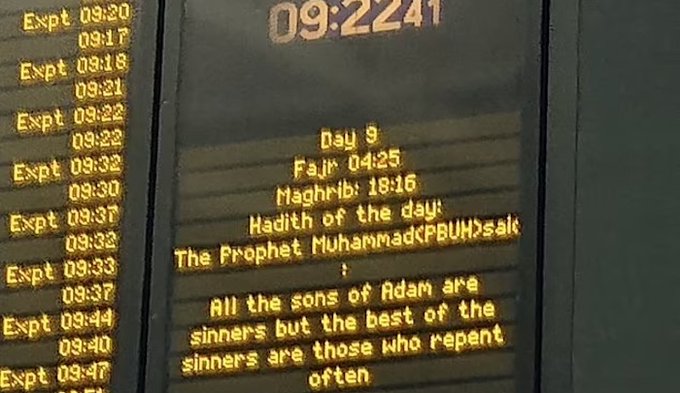 Expt 09:20
09:17
Expt 09:18
09:21
Expt 09:22
09:22
Expt 09:32
09:30
Expt 09:37
09:32
Expt 09:33
09:37
Expt 09:44
09:40
Expt 09:47
09:2241
Day 9
Fajr 04:25
Maghrib: 18:16
Hadith of the day:
The Prophet Muhammad(PBUH)said
:
All the sons of Adam are
sinners but the best of the
sinners are those who repent
often